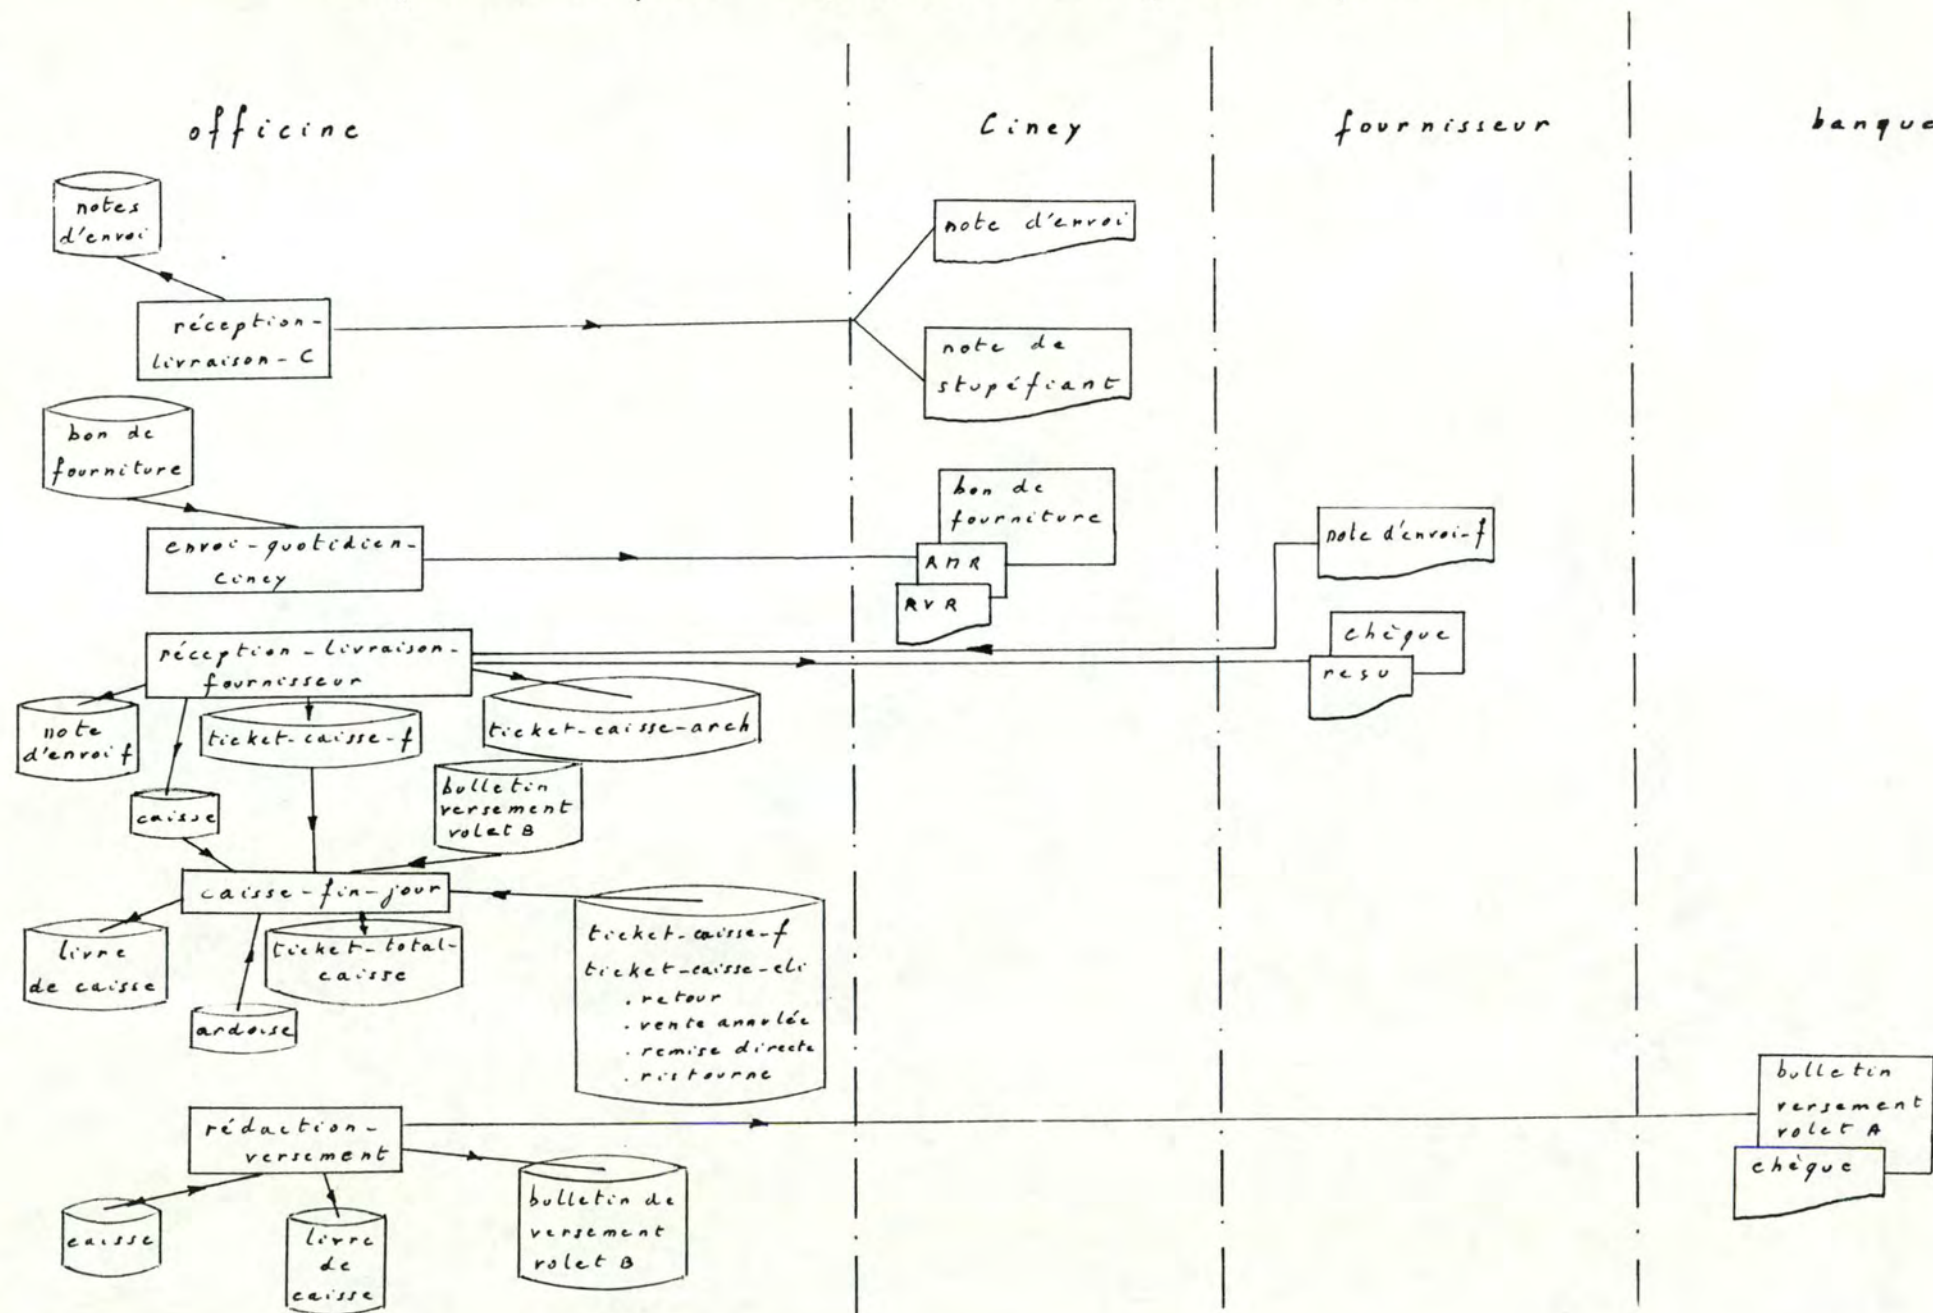 officine
Ciney
fournisseur
banque
notes
d'envoi
note d'envoi
réception-
livraison-C
note de
stupéfiant
bon de
fourniture
bon de
fourniture
RMR
RVR
envoi-quotidien-
Ciney
note d'envoi-f
chèque
reçu
réception-livraison-
fournisseur
note
d'envoi f
ticket-caisse-f
ticket-caisse-arch
caisse
bulletin
versement
volet B
caisse-fin-jour
livre
de caisse
ticket-total-
caisse
ardoise
ticket-caisse-f
ticket-caisse-cli
. retour
. vente annulée
. remise directe
. ristourne
rédaction-
versement
bulletin
versement
volet A
chèque
caisse
livre
de
caisse
bulletin de
versement
volet B